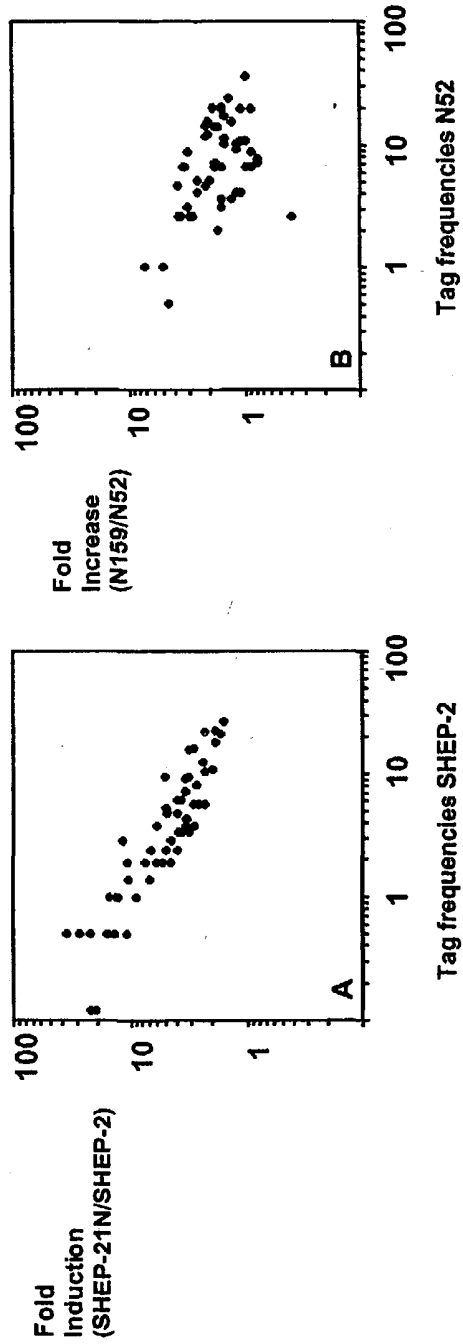 Fold
Induction
(SHEP-21N/SHEP-2)
100
10
1
A
1
10
100
Tag frequencies SHEP-2
Fold
Increase
(N159/N52)
100
10
1
B
1
10
100
Tag frequencies N52